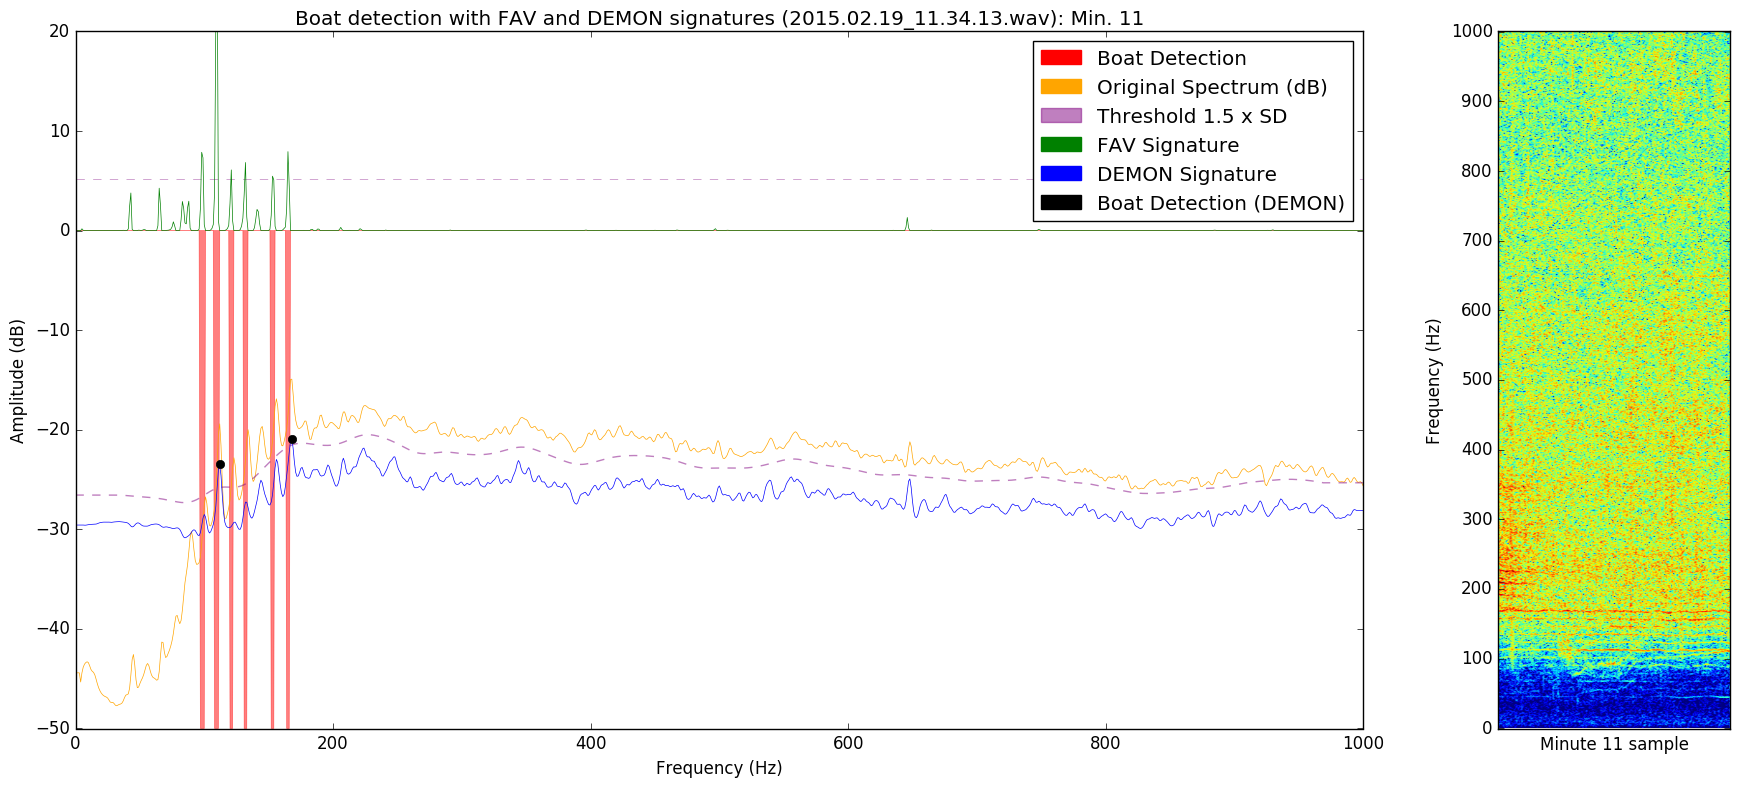 Boat detection with FAV and DEMON signatures (2015.02.19_11.34.13.wav): Min. 11
Boat Detection
Original Spectrum (dB)
Threshold 1.5 x SD
FAV Signature
DEMON Signature
Boat Detection (DEMON)
Amplitude (dB)
20
10
0
−10
−20
−30
−40
−50
0 200 400 600 800 1000
Frequency (Hz)
Frequency (Hz)
1000
900
800
700
600
500
400
300
200
100
0
Minute 11 sample